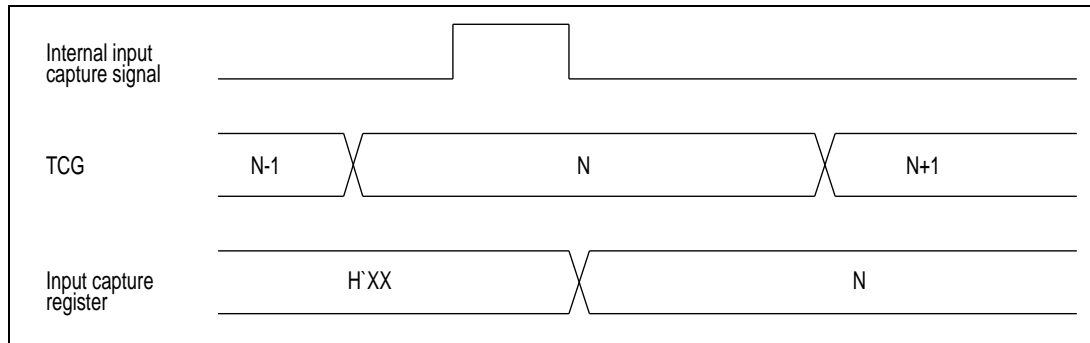 Internal input
capture signal
TCG
N-1
N
N+1
Input capture
register
H`XX
N